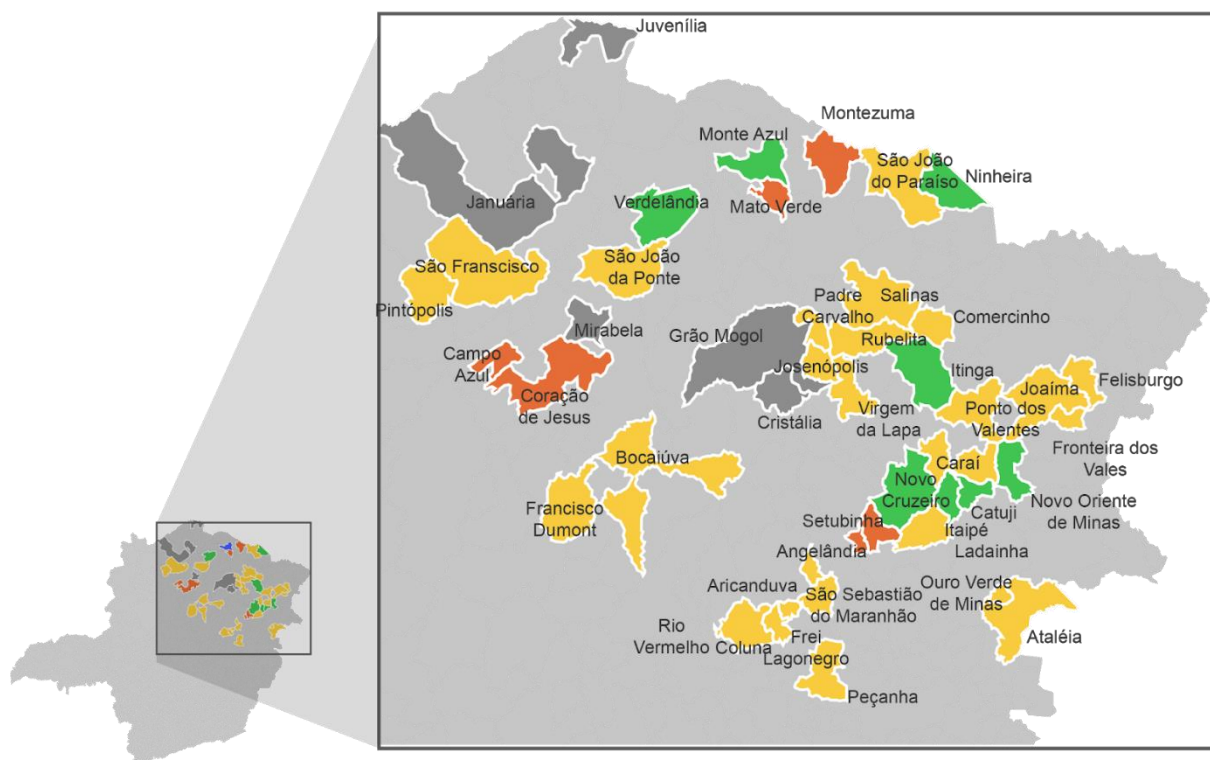 Juvenília
Montezuma
Monte Azul
São João
do Paraíso
Ninheira
Januária
Verdelândia
Mato Verde
São Franscisco
São João
da Ponte
Pintópolis
Padre
Carvalho
Salinas
Comercinho
Mirabela
Grão Mogol
Rubelita
Campo
Azul
Josenópolis
Itinga
Joaíma
Felisburgo
Coração
de Jesus
Cristália
Virgem
da Lapa
Ponto dos
Valentes
Fronteira dos
Vales
Bocaiúva
Caraí
Novo
Cruzeiro
Francisco
Dumont
Catuji
Novo Oriente
de Minas
Setubinha
Itaipé
Ladainha
Angelândia
Aricanduva
São Sebastião
do Maranhão
Ouro Verde
de Minas
Rio
Vermelho
Coluna
Frei
Lagonegro
Ataléia
Peçanha